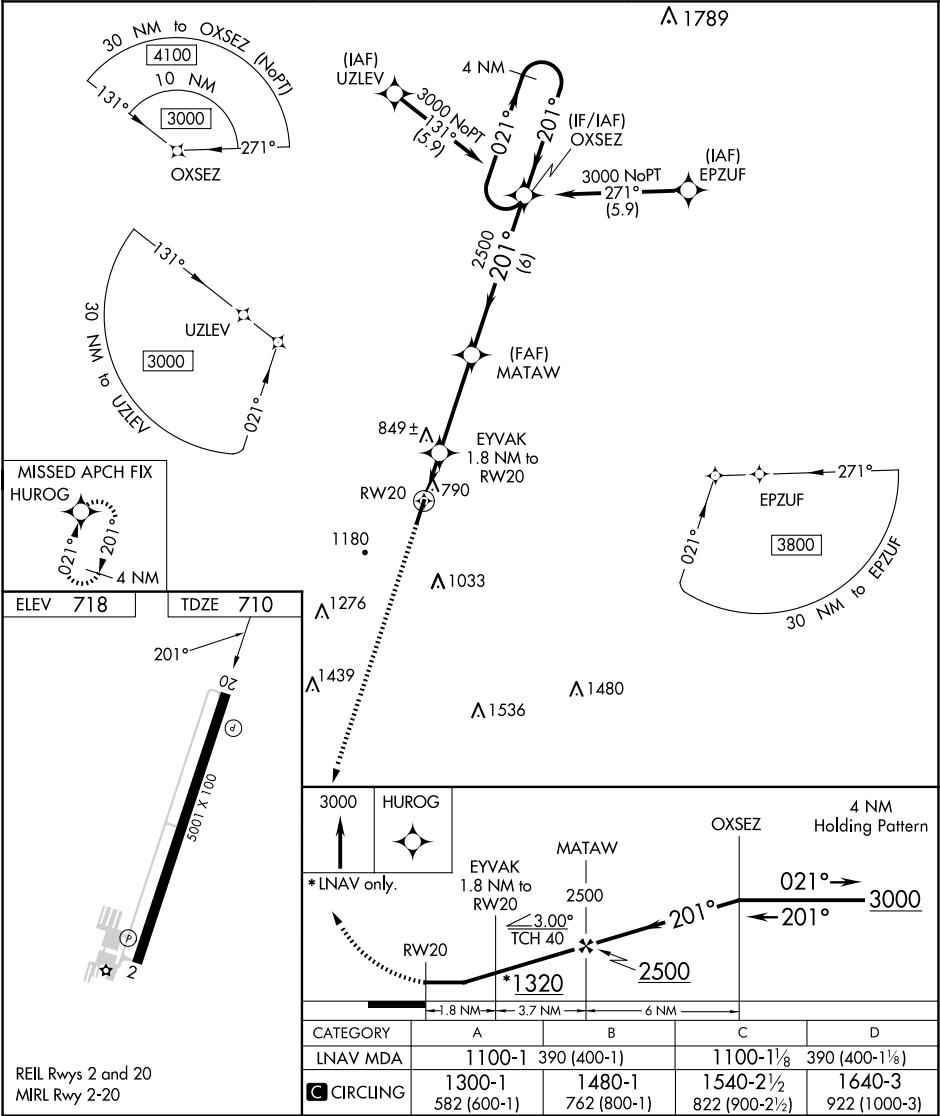 1789
30 NM to OXSEZ (NoPT)
4100
10 NM
131°
3000
271°
OXSEZ
(IAF)
UZLEV
4 NM
3000 NoPT
131°
(5.9)
021°
201°
(IF/IAF)
OXSEZ
(IAF)
EPZUF
3000 NoPT
271°
(5.9)
2500
201°
(6)
131°
UZLEV
3000
30 NM to UZLEV
021°
(FAF)
MATAW
849±
EYVAK
1.8 NM to
RW20
RW20
790
1180
1033
1276
1439
1536
1480
271°
EPZUF
021°
3800
30 NM to EPZUF
MISSED APCH FIX
HUROG
021°
201°
4 NM
ELEV 718
TDZE 710
201°
20
P
5001 X 100
P
2
REIL Rwys 2 and 20
MIRL Rwy 2-20
3000
HUROG
* LNAV only.
EYVAK
1.8 NM to
RW20
MATAW
2500
OXSEZ
4 NM
Holding Pattern
021°
3000
201°
201°
3.00°
TCH 40
RW20
*1320
2500
1.8 NM
3.7 NM
6 NM
CATEGORY A B C D
LNAV MDA 1100-1 390 (400-1) 1100-1⅛ 390 (400-1⅛)
C CIRCLING 1300-1 1480-1 1540-2½ 1640-3
582 (600-1) 762 (800-1) 822 (900-2½) 922 (1000-3)